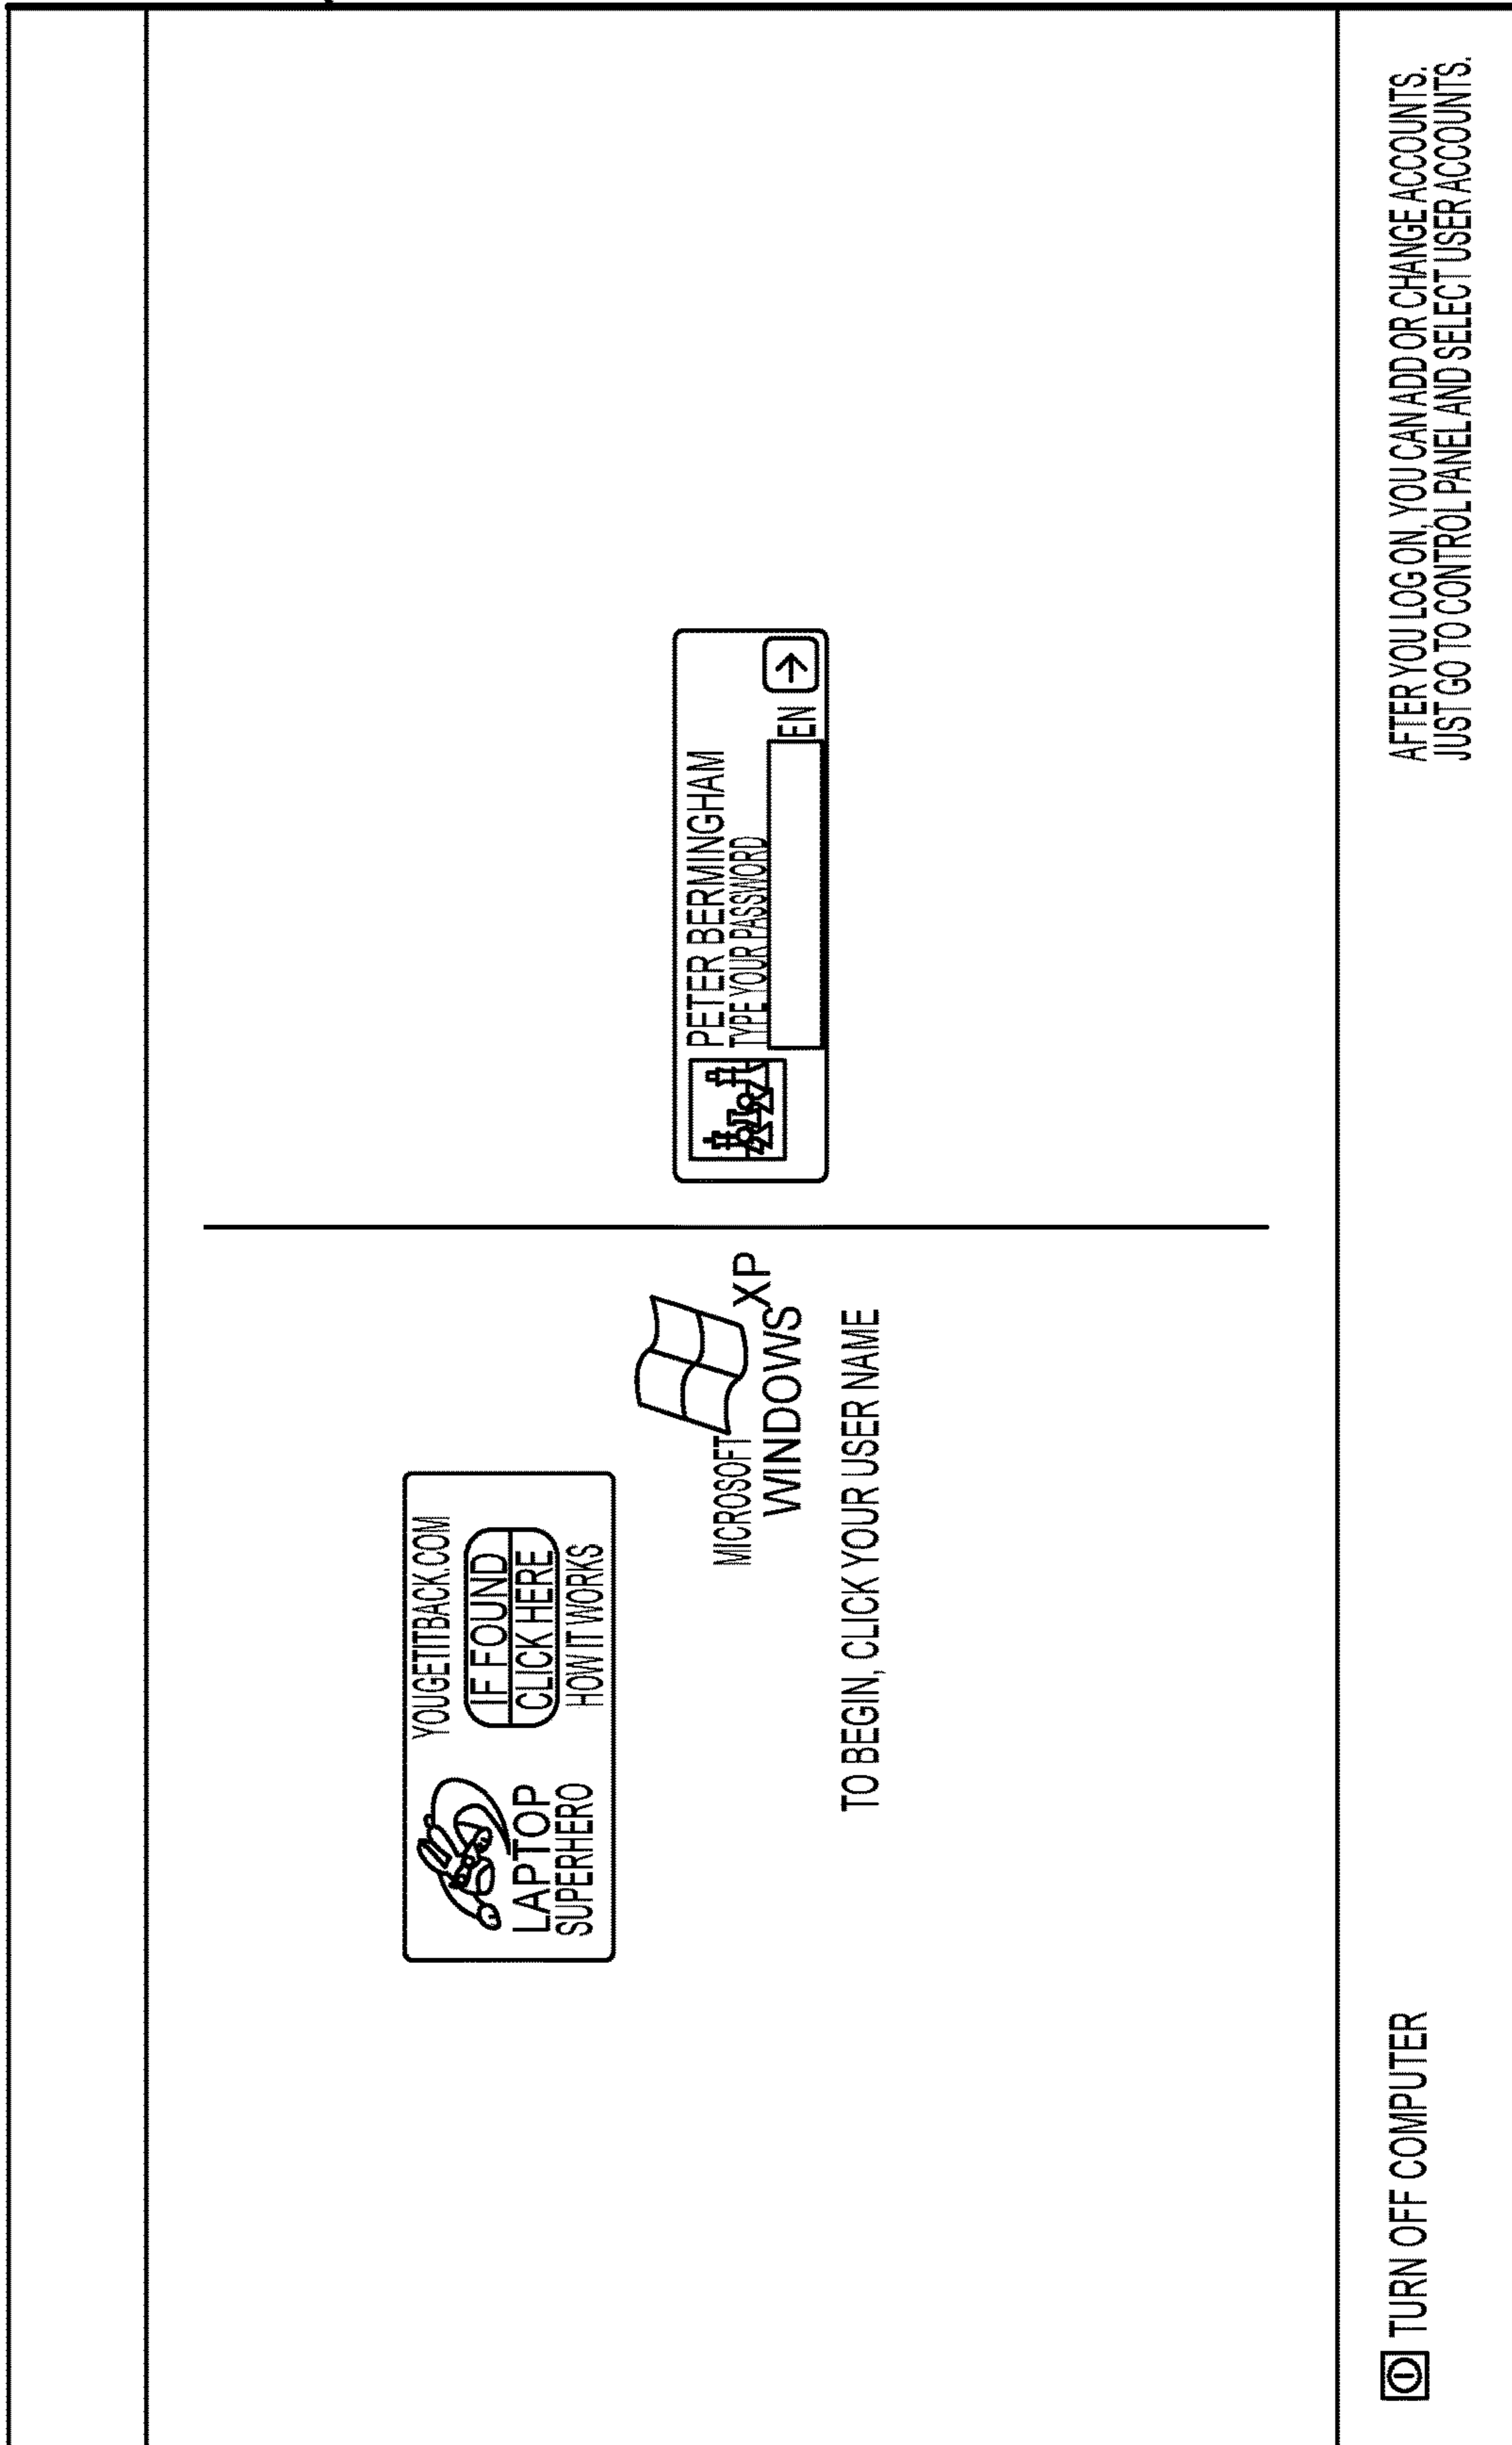 YOUGETITBACK.COM
IF FOUND
CLICK HERE
HOW IT WORKS
LAPTOP
SUPERHERO
MICROSOFT
WINDOWS XP
TO BEGIN, CLICK YOUR USER NAME
PETER BERMINGHAM
TYPE YOUR PASSWORD
EN
TURN OFF COMPUTER
AFTER YOU LOG ON, YOU CAN ADD OR CHANGE ACCOUNTS.
JUST GO TO CONTROL PANEL AND SELECT USER ACCOUNTS.